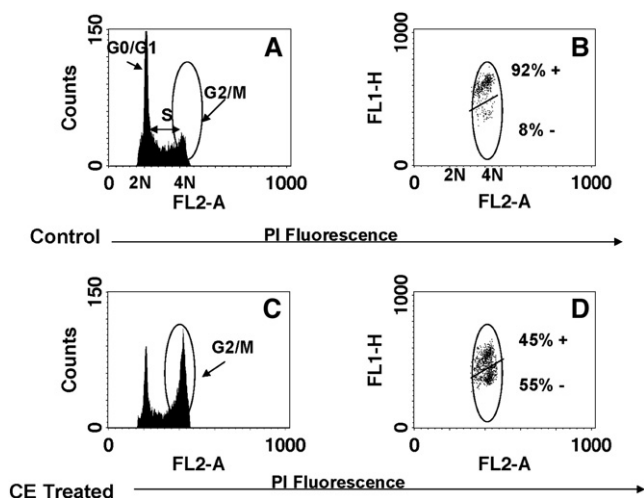 150
G0/G1
A
Counts
S
G2/M
0
2N
4N
0
1000
FL2-A
1000
B
92% +
FL1-H
8% -
0
2N
4N
0
1000
FL2-A
Control
PI Fluorescence
150
C
Counts
G2/M
0
0
1000
FL2-A
1000
D
45% +
FL1-H
55% -
0
0
1000
FL2-A
CE Treated
PI Fluorescence